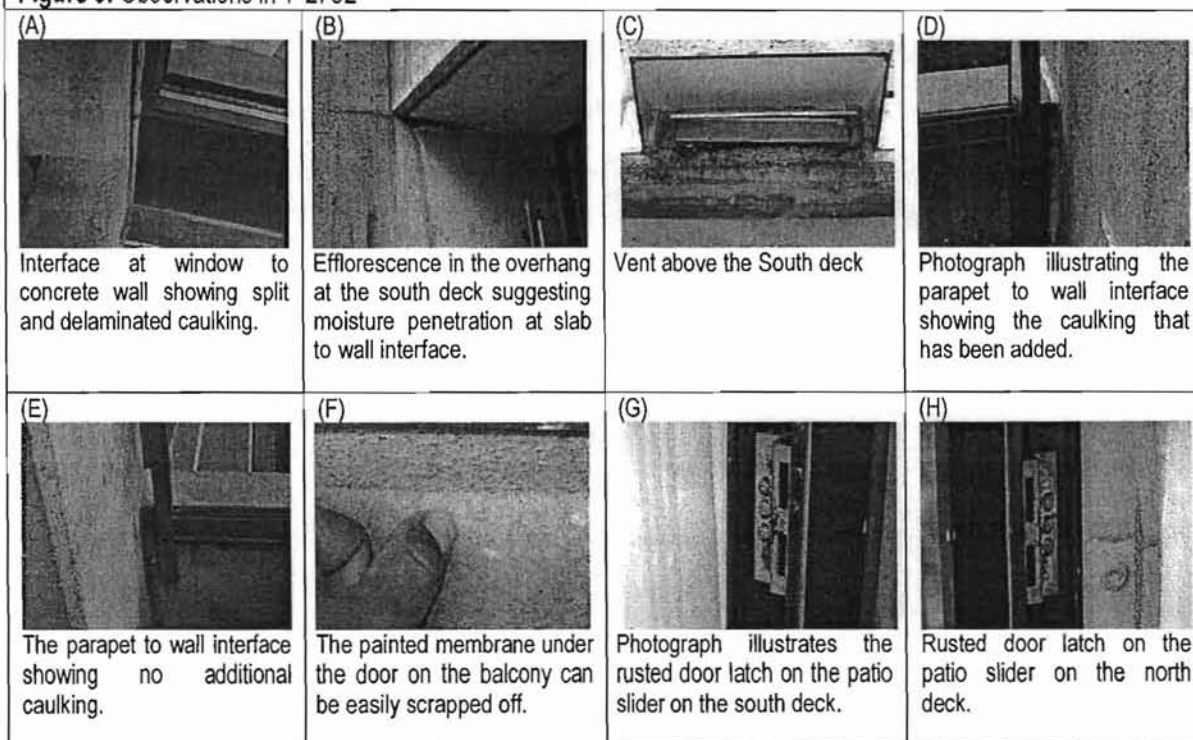 Observations in
(A)
Interface at window to
concrete wall showing split
and delaminated caulking.
(B)
Efflorescence in the overhang
at the south deck suggesting
moisture penetration at slab
to wall interface.
(C)
Vent above the South deck
(D)
Photograph illustrating the
parapet to wall interface
showing the caulking that
has been added.
(E)
The parapet to wall interface
showing no additional
caulking.
(F)
The painted membrane under
the door on the balcony can
be easily scrapped off.
(G)
Photograph illustrates the
rusted door latch on the patio
slider on the south deck.
(H)
Rusted door latch on the
patio slider on the north
deck.